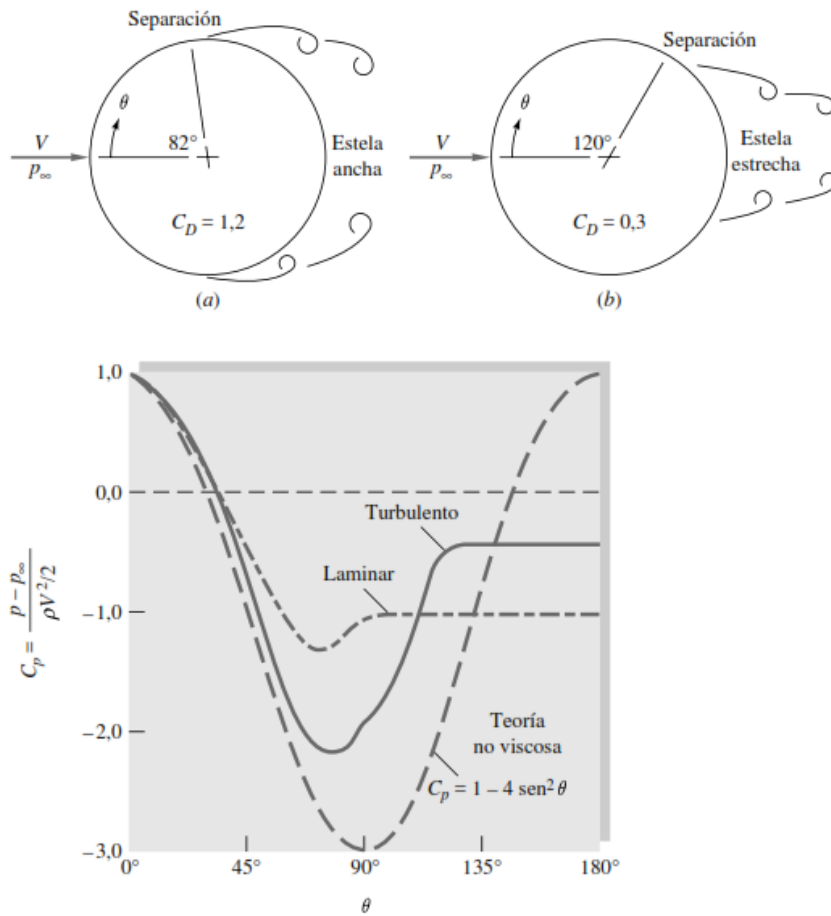 Separación
θ
V
p∞
82°
Estela
ancha
C_D = 1,2
(a)
Separación
θ
V
p∞
120°
Estela
estrecha
C_D = 0,3
(b)
1,0
0,0
−1,0
−2,0
−3,0
C_p = (p − p∞) / (ρV²/2)
Turbulento
Laminar
Teoría
no viscosa
C_p = 1 – 4 sen² θ
0°
45°
90°
135°
180°
θ